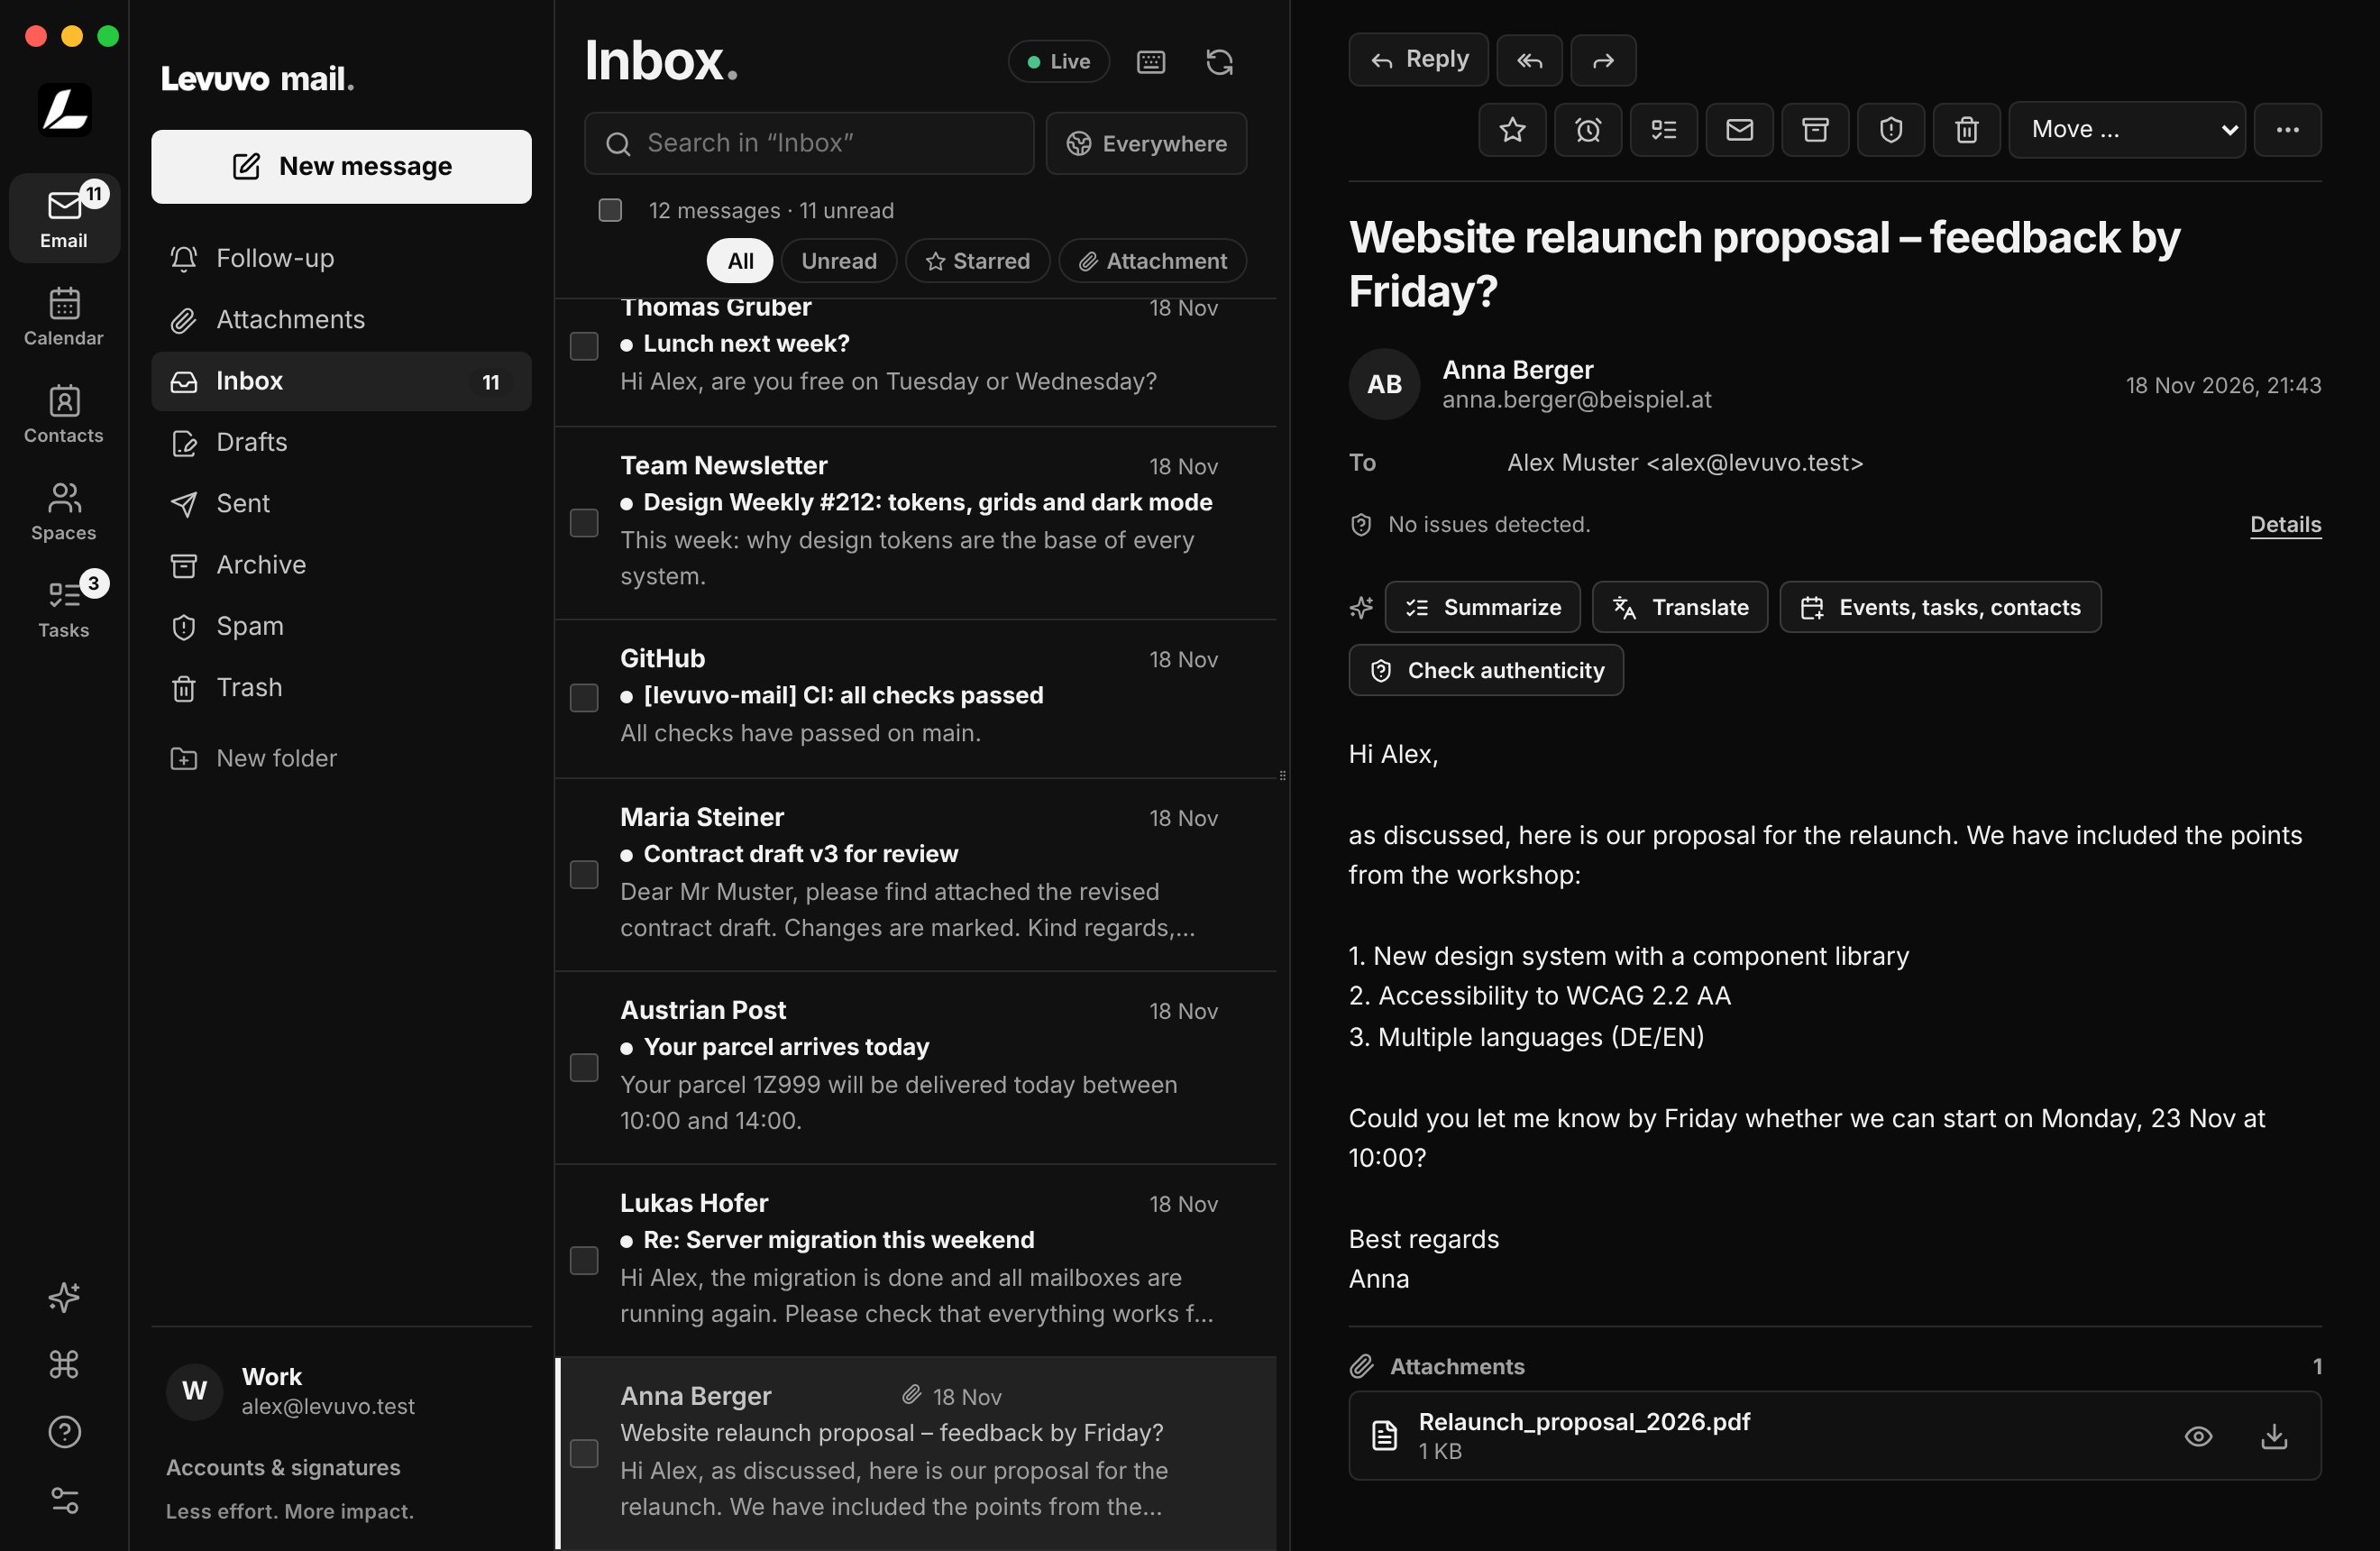 11
Email
Calendar
Contacts
Spaces
3
Tasks
Levuvo mail.
New message
Follow-up
Attachments
Inbox 11
Drafts
Sent
Archive
Spam
Trash
New folder
W
Work
alex@levuvo.test
Accounts & signatures
Less effort. More impact.
Inbox.
Live
Search in “Inbox”
Everywhere
12 messages · 11 unread
All Unread Starred Attachment
Thomas Gruber 18 Nov
Lunch next week?
Hi Alex, are you free on Tuesday or Wednesday?
Team Newsletter 18 Nov
Design Weekly #212: tokens, grids and dark mode
This week: why design tokens are the base of every
system.
GitHub 18 Nov
[levuvo-mail] CI: all checks passed
All checks have passed on main.
Maria Steiner 18 Nov
Contract draft v3 for review
Dear Mr Muster, please find attached the revised
contract draft. Changes are marked. Kind regards,...
Austrian Post 18 Nov
Your parcel arrives today
Your parcel 1Z999 will be delivered today between
10:00 and 14:00.
Lukas Hofer 18 Nov
Re: Server migration this weekend
Hi Alex, the migration is done and all mailboxes are
running again. Please check that everything works f...
Anna Berger 18 Nov
Website relaunch proposal – feedback by Friday?
Hi Alex, as discussed, here is our proposal for the
relaunch. We have included the points from the...
Reply
Move ...
Website relaunch proposal – feedback by
Friday?
AB
Anna Berger
anna.berger@beispiel.at
18 Nov 2026, 21:43
To Alex Muster <alex@levuvo.test>
No issues detected. Details
Summarize Translate Events, tasks, contacts
Check authenticity
Hi Alex,
as discussed, here is our proposal for the relaunch. We have included the points
from the workshop:
1. New design system with a component library
2. Accessibility to WCAG 2.2 AA
3. Multiple languages (DE/EN)
Could you let me know by Friday whether we can start on Monday, 23 Nov at
10:00?
Best regards
Anna
Attachments 1
Relaunch_proposal_2026.pdf
1 KB